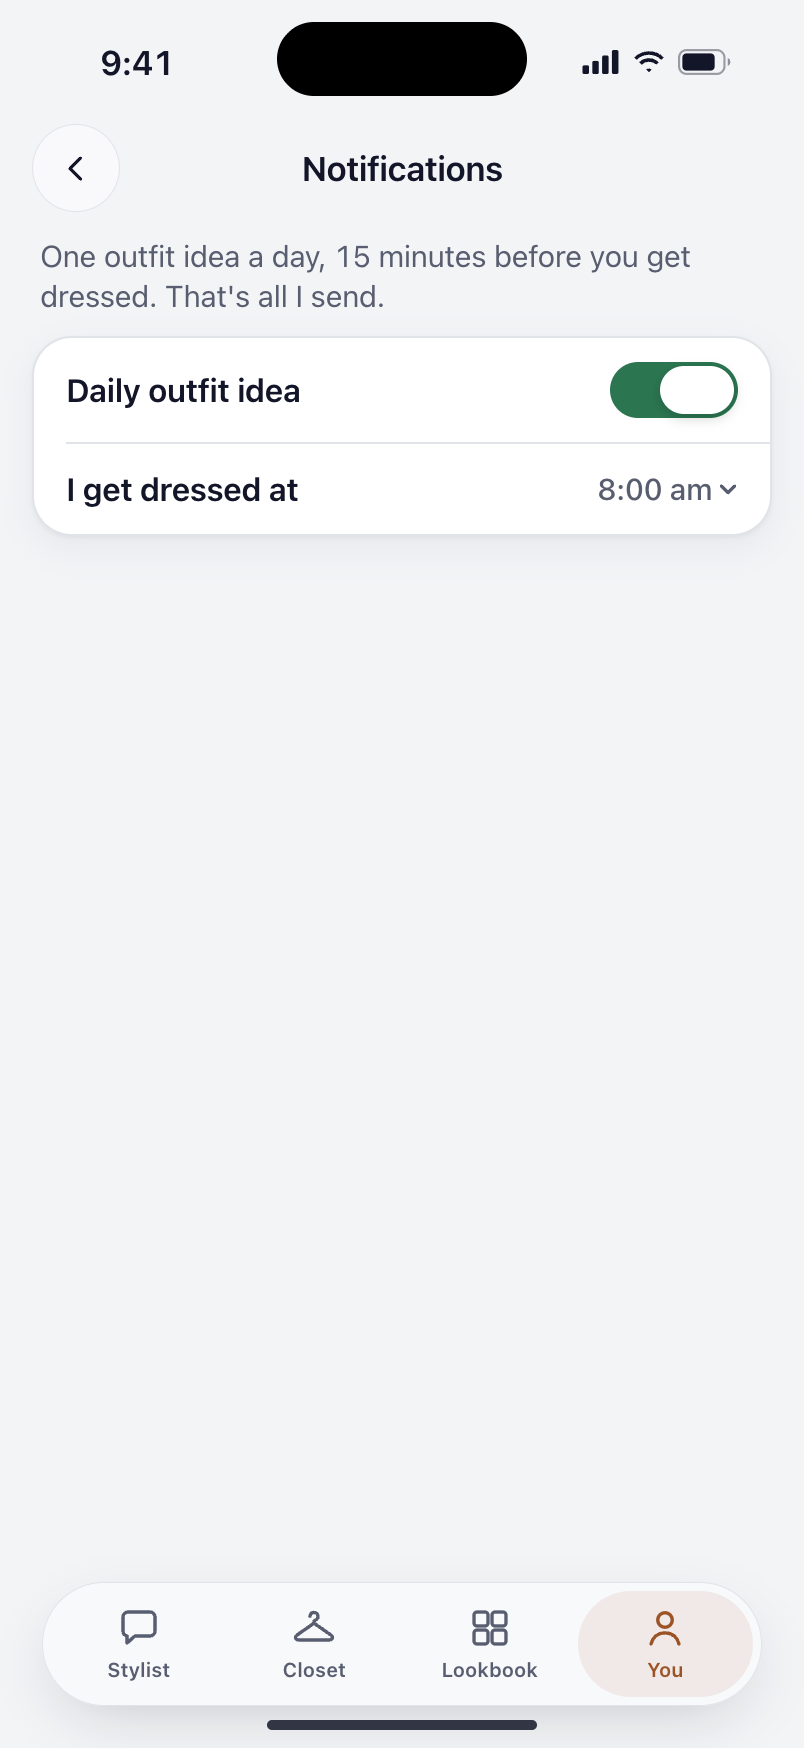 9:41
Notifications
One outfit idea a day, 15 minutes before you get
dressed. That's all I send.
Daily outfit idea
I get dressed at
8:00 am
Stylist
Closet
Lookbook
You